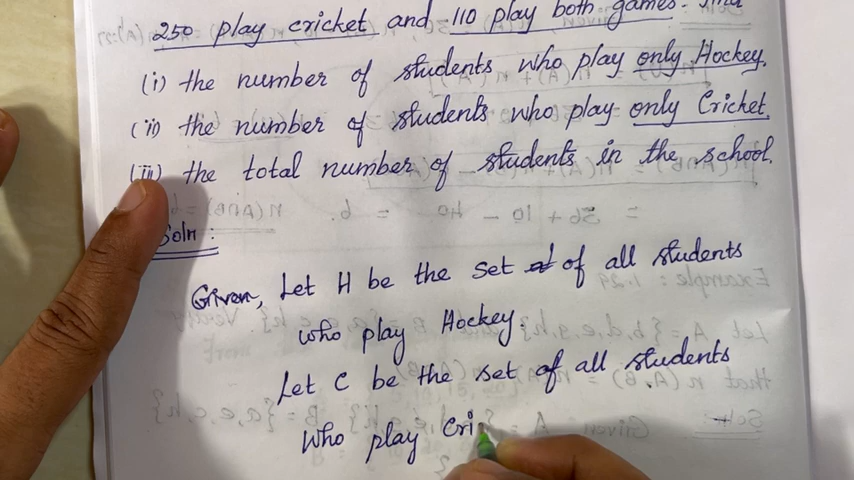 250 play cricket and 110 play both games. Find
(i) the number of students who play only Hockey.
(ii) the number of students who play only Cricket.
(iii) the total number of students in the school.
Soln :
Given, Let H be the set of all students
who play Hockey.
Let C be the set of all students
who play Cri